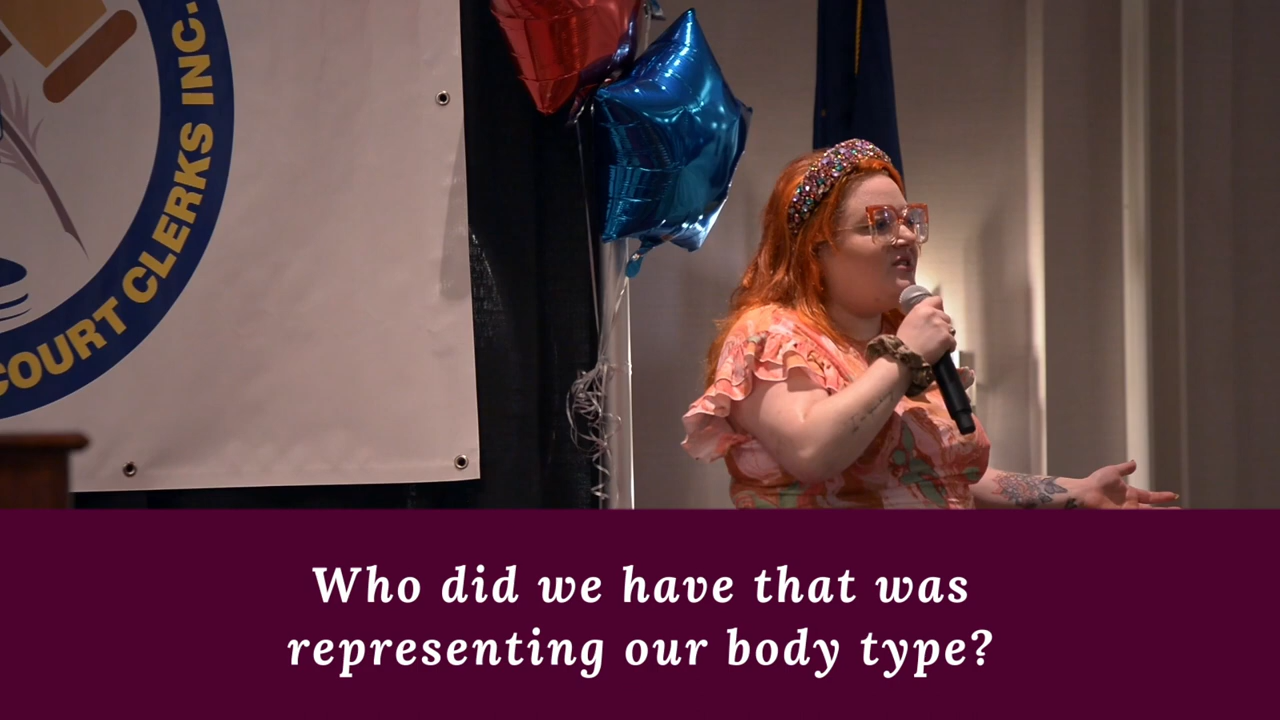 COURT CLERKS INC.
Who did we have that was
representing our body type?